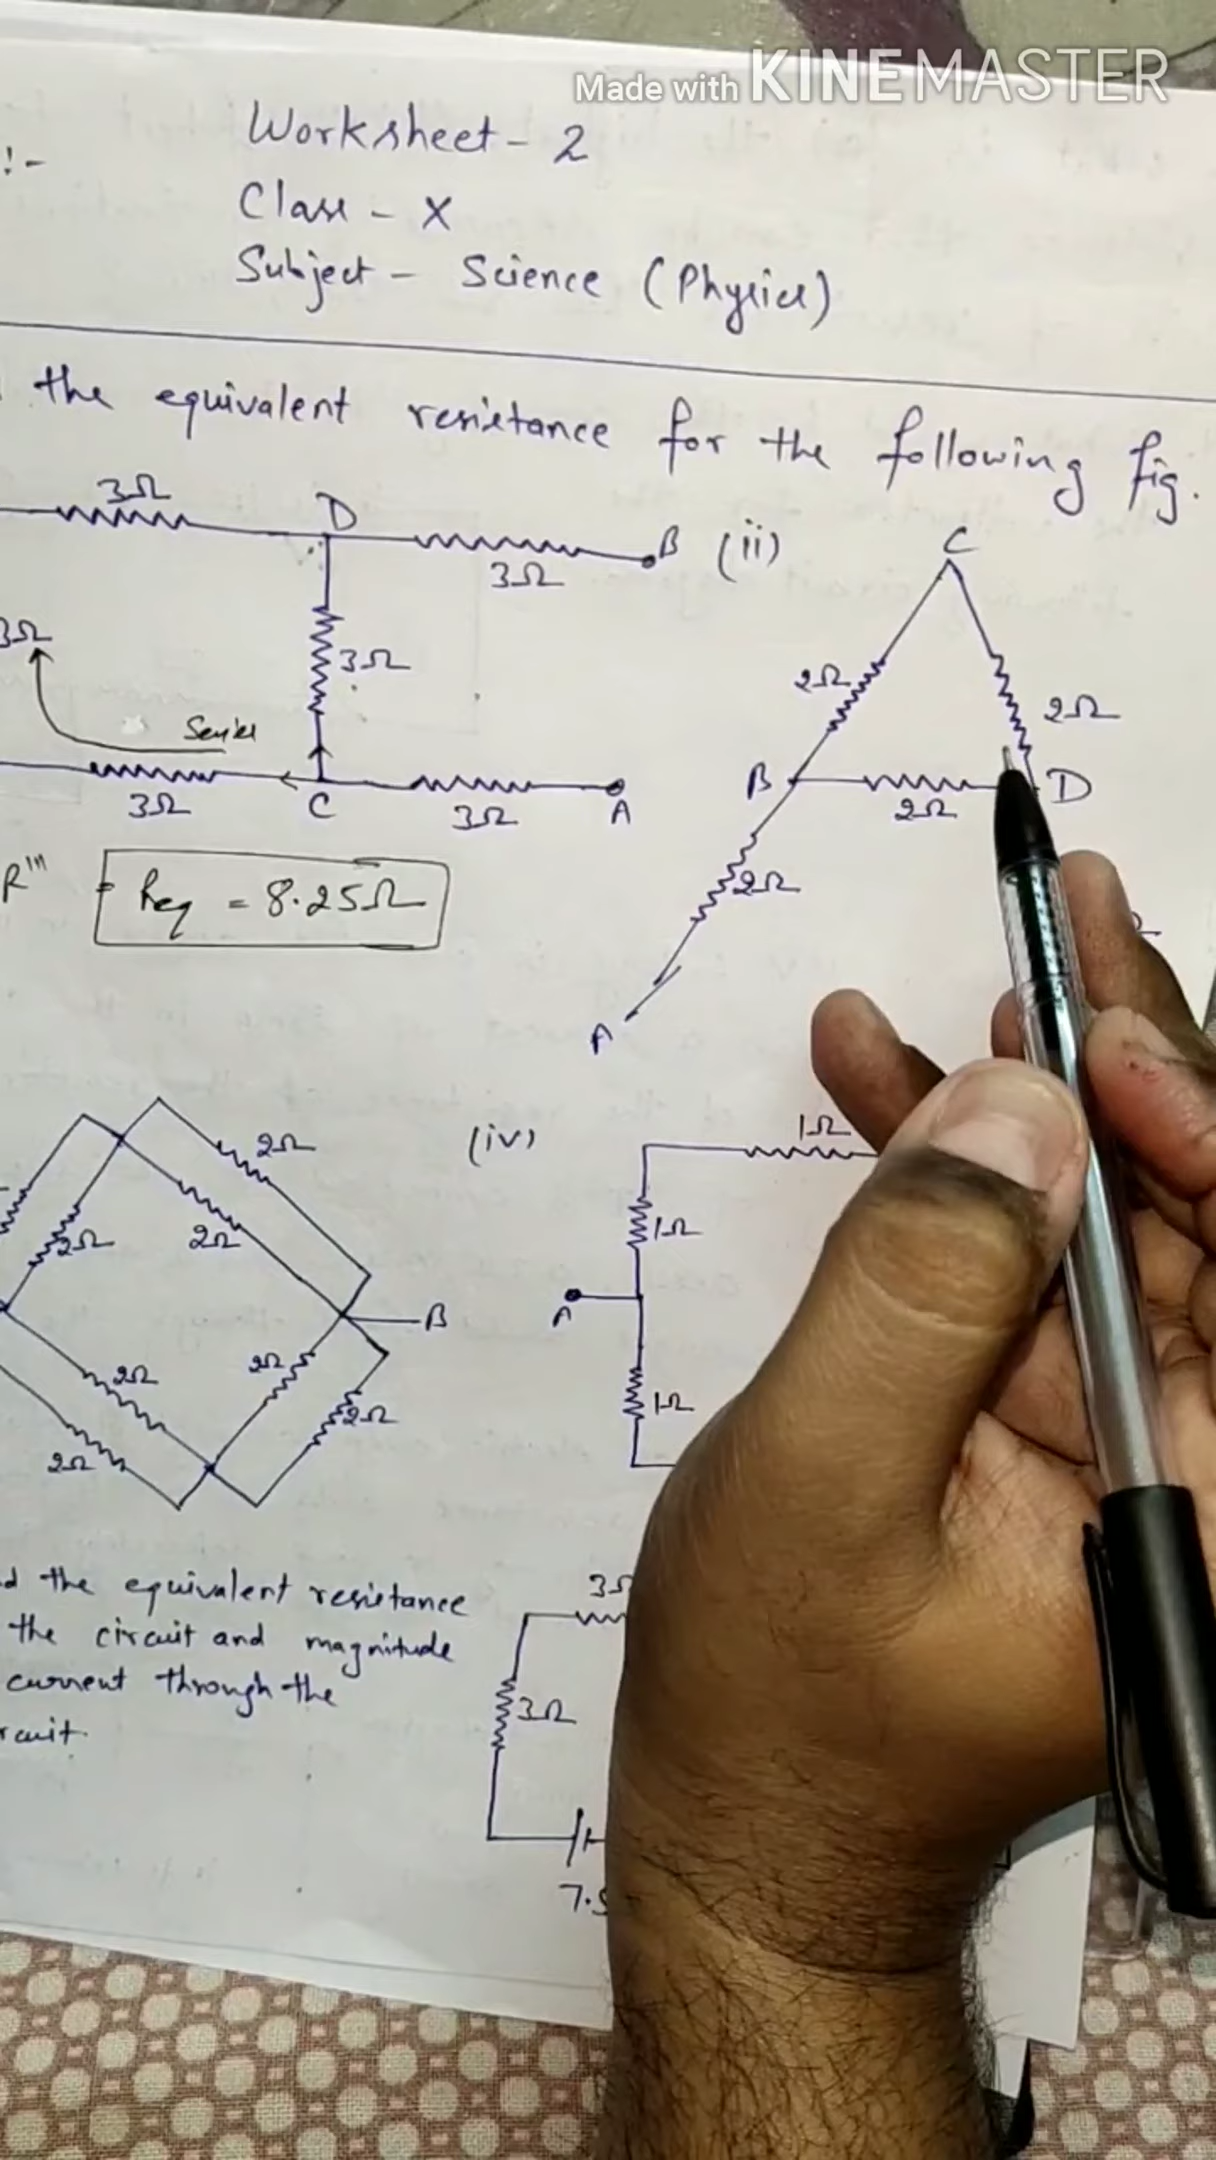 Made with KINEMASTER
Worksheet - 2
!:-
Class - X
Subject - Science (Physics)
the equivalent resistance for the following fig.
3Ω
D
B
3Ω
(ii)
C
3Ω
3Ω
2Ω
2Ω
Series
3Ω
C
3Ω
A
B
2Ω
D
R'''
= Req = 8.25Ω
2Ω
A
2Ω
2Ω
2Ω
B
2Ω
2Ω
2Ω
2Ω
(iv)
1Ω
1Ω
A
1Ω
the equivalent resistance
the circuit and magnitude
current through the
3Ω
7.5